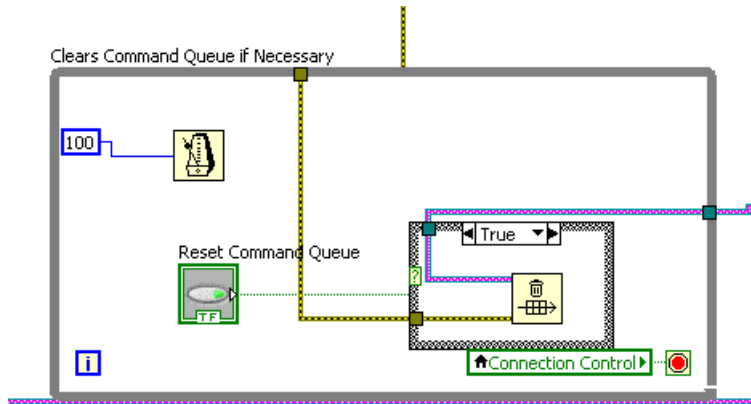 Clears Command Queue if Necessary
100
True
Reset Command Queue
?
TF
Connection Control
i